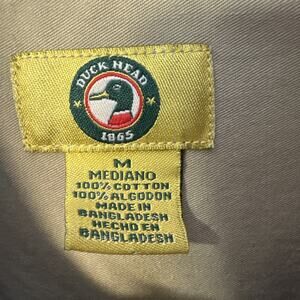 DUCK HEAD
1865
M
MEDIANO
100% COTTON
100% ALGODON
MADE IN
BANGLADESH
HECHO EN
BANGLADESH